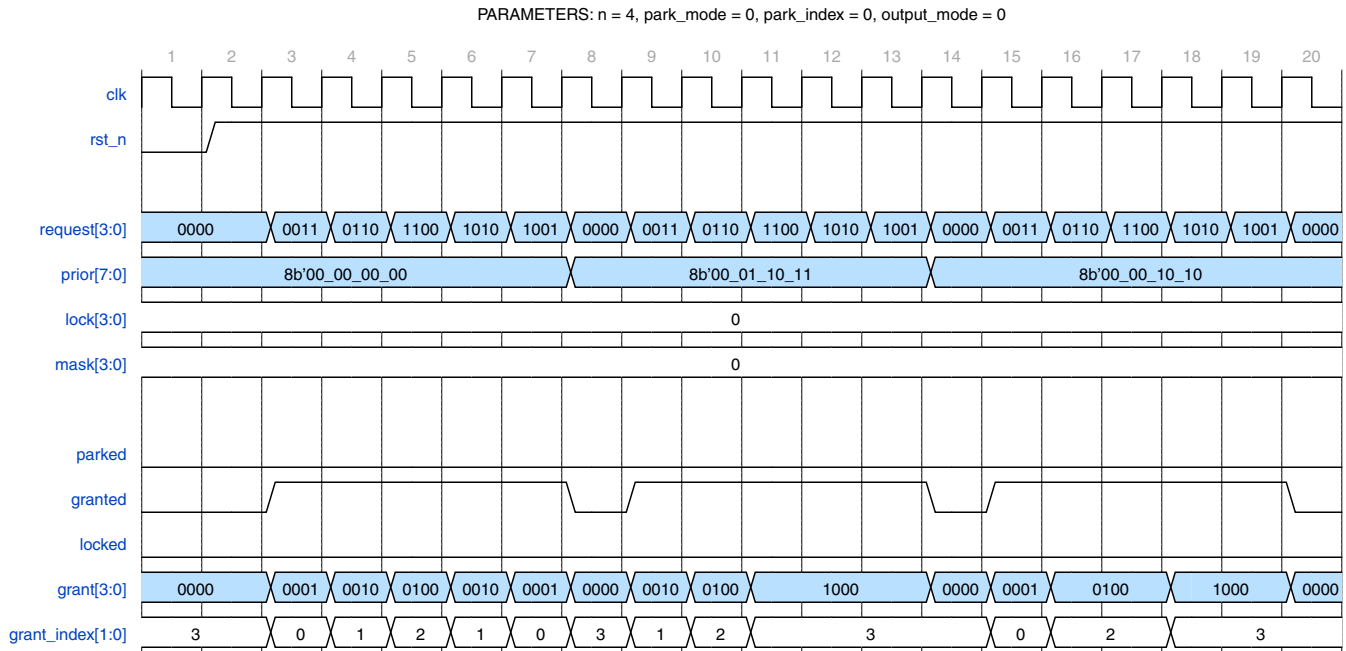 PARAMETERS: n = 4, park_mode = 0, park_index = 0, output_mode = 0
1 2 3 4 5 6 7 8 9 10 11 12 13 14 15 16 17 18 19 20
clk
rst_n
request[3:0] 0000 0011 0110 1100 1010 1001 0000 0011 0110 1100 1010 1001 0000 0011 0110 1100 1010 1001 0000
prior[7:0] 8b'00_00_00_00 8b'00_01_10_11 8b'00_00_10_10
lock[3:0] 0
mask[3:0] 0
parked
granted
locked
grant[3:0] 0000 0001 0010 0100 0010 0001 0000 0010 0100 1000 0000 0001 0100 1000 0000
grant_index[1:0] 3 0 1 2 1 0 3 1 2 3 0 2 3